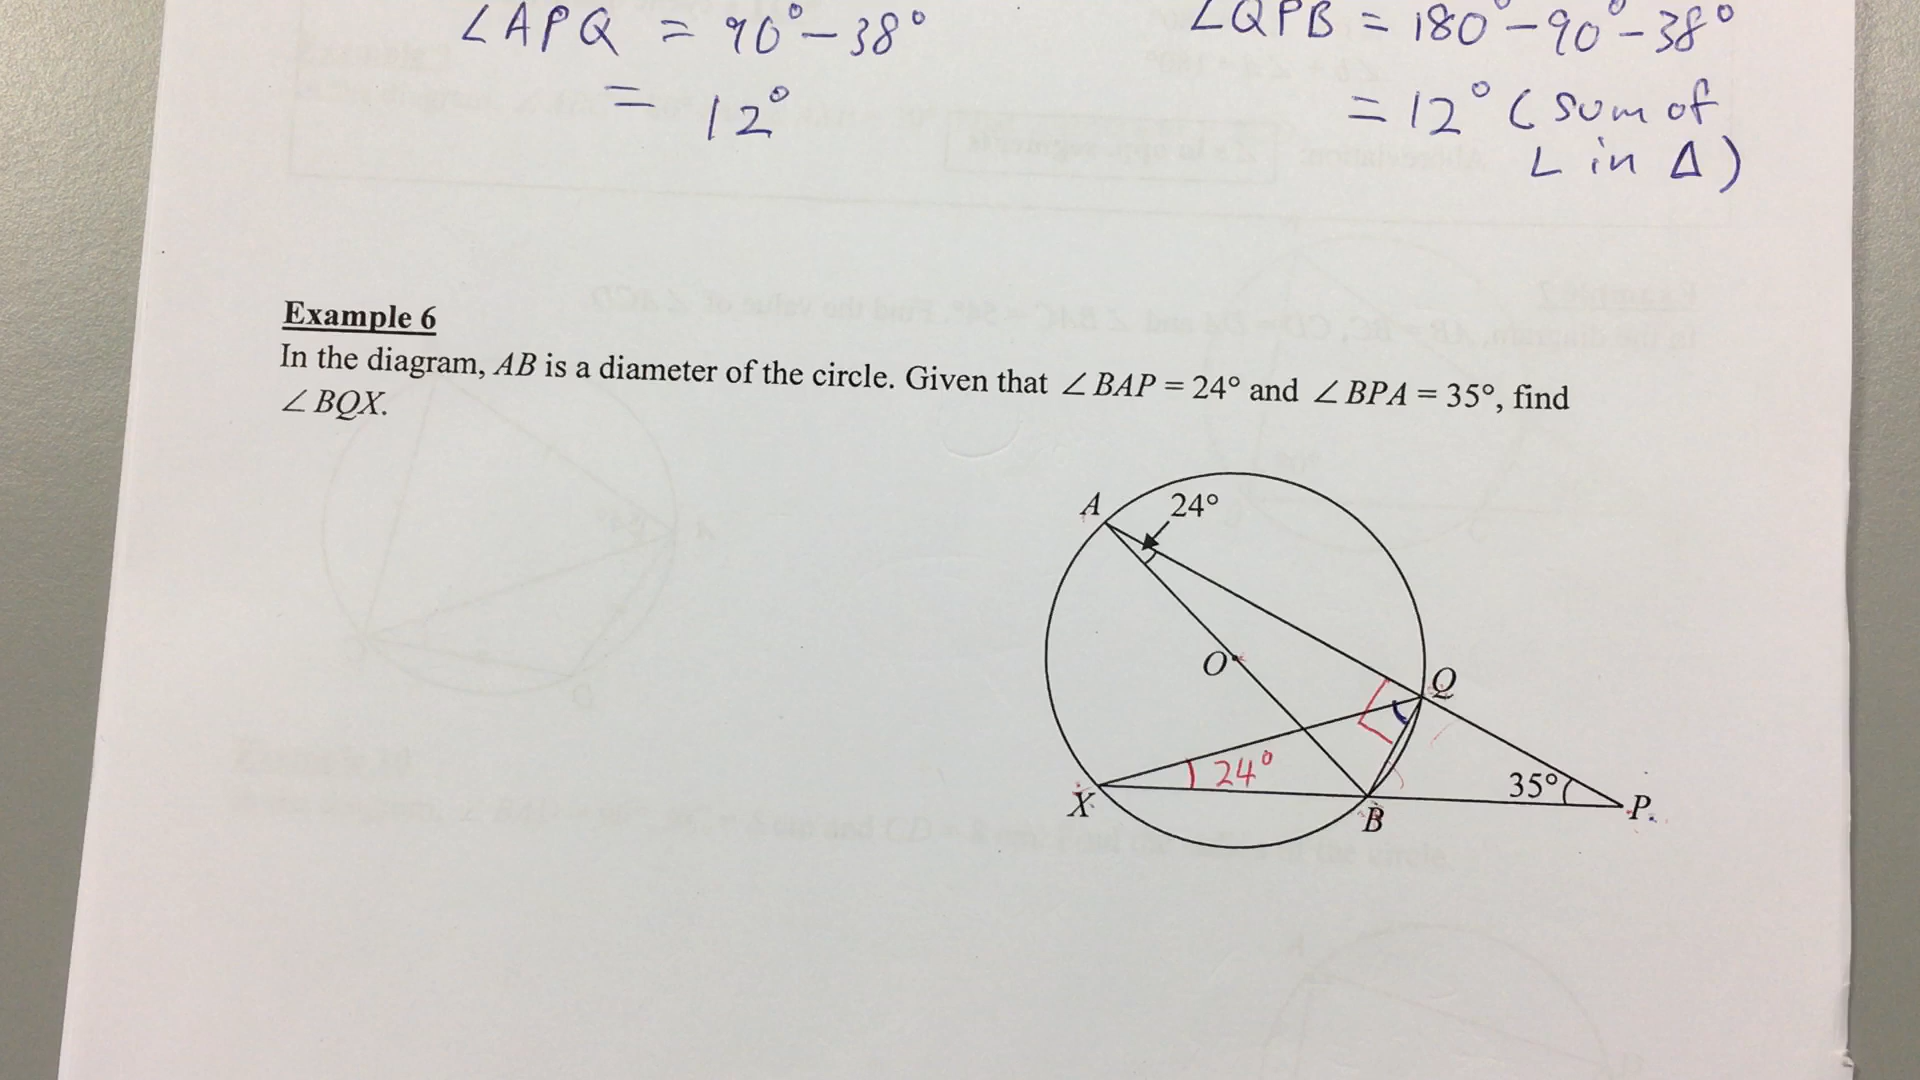 ∠APQ = 90° - 38°
= 12°
∠QPB = 180° - 90° - 38°
= 12° (sum of
∠ in Δ)
Example 6
In the diagram, AB is a diameter of the circle. Given that ∠BAP = 24° and ∠BPA = 35°, find
∠BQX.
A
24°
O
Q
24°
35°
X
B
P